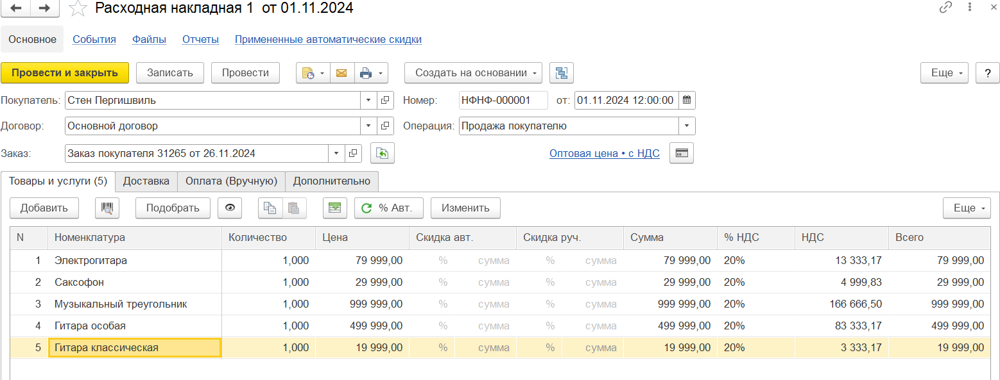 Расходная накладная 1 от 01.11.2024
Основное События Файлы Отчеты Примененные автоматические скидки
Провести и закрыть Записать Провести Создать на основании Еще ?
Покупатель: Стен Пергишвиль Номер: НФНФ-000001 от: 01.11.2024 12:00:00
Договор: Основной договор Операция: Продажа покупателю
Заказ: Заказ покупателя 31265 от 26.11.2024 Оптовая цена • с НДС
Товары и услуги (5) Доставка Оплата (Вручную) Дополнительно
Добавить Подобрать % Авт. Изменить Еще
N Номенклатура Количество Цена Скидка авт. Скидка руч. Сумма % НДС НДС Всего
1 Электрогитара 1,000 79 999,00 % сумма % сумма 79 999,00 20% 13 333,17 79 999,00
2 Саксофон 1,000 29 999,00 % сумма % сумма 29 999,00 20% 4 999,83 29 999,00
3 Музыкальный треугольник 1,000 999 999,00 % сумма % сумма 999 999,00 20% 166 666,50 999 999,00
4 Гитара особая 1,000 499 999,00 % сумма % сумма 499 999,00 20% 83 333,17 499 999,00
5 Гитара классическая 1,000 19 999,00 % сумма % сумма 19 999,00 20% 3 333,17 19 999,00